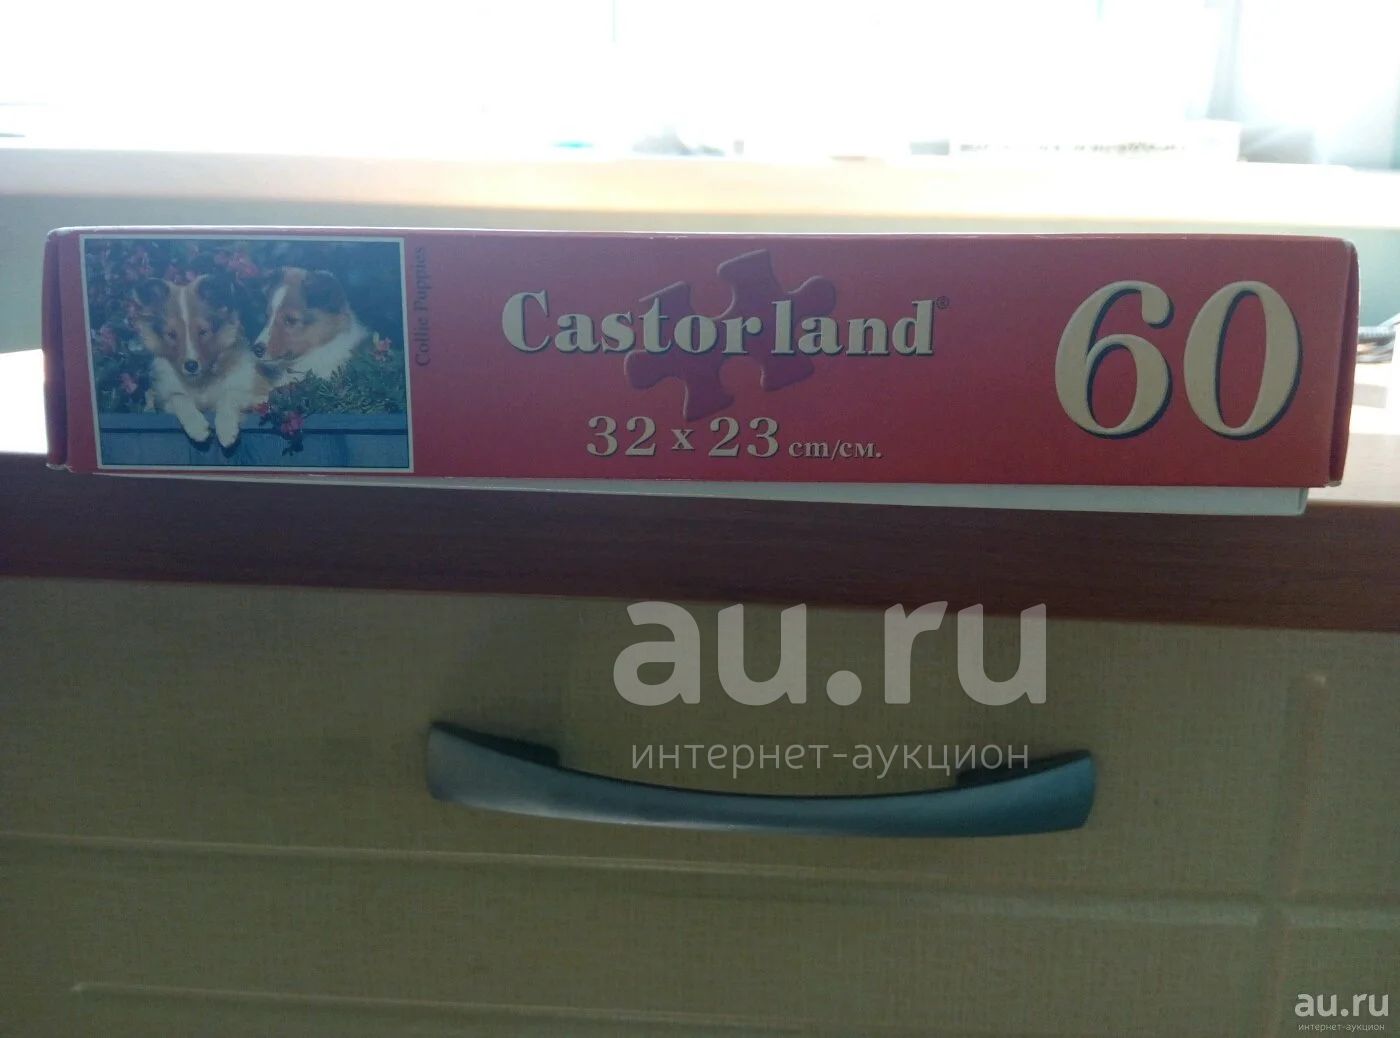 Collie Puppies
Castorland®
32 x 23 cm/см.
60
au.ru
интернет-аукцион
au.ru
интернет-аукцион